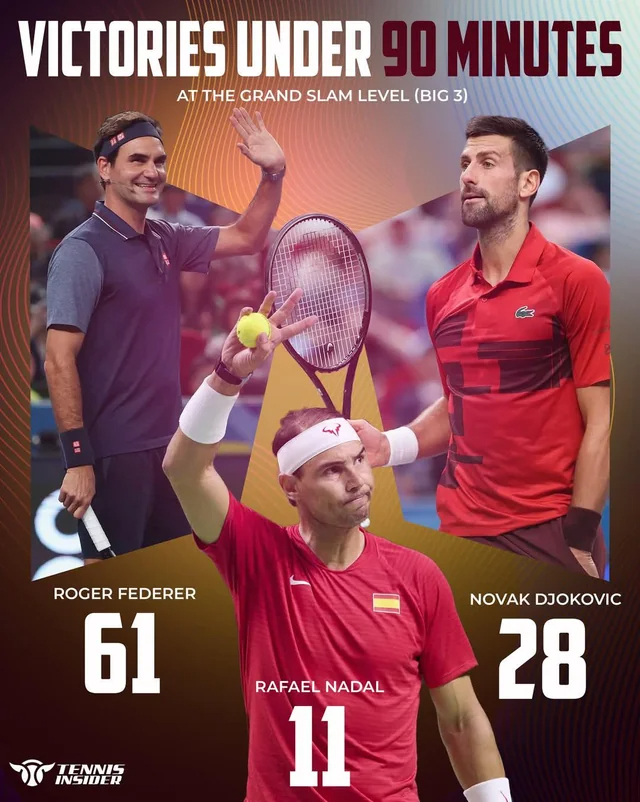 VICTORIES UNDER 90 MINUTES
AT THE GRAND SLAM LEVEL (BIG 3)
ROGER FEDERER
61
NOVAK DJOKOVIC
28
RAFAEL NADAL
11
TENNIS
INSIDER